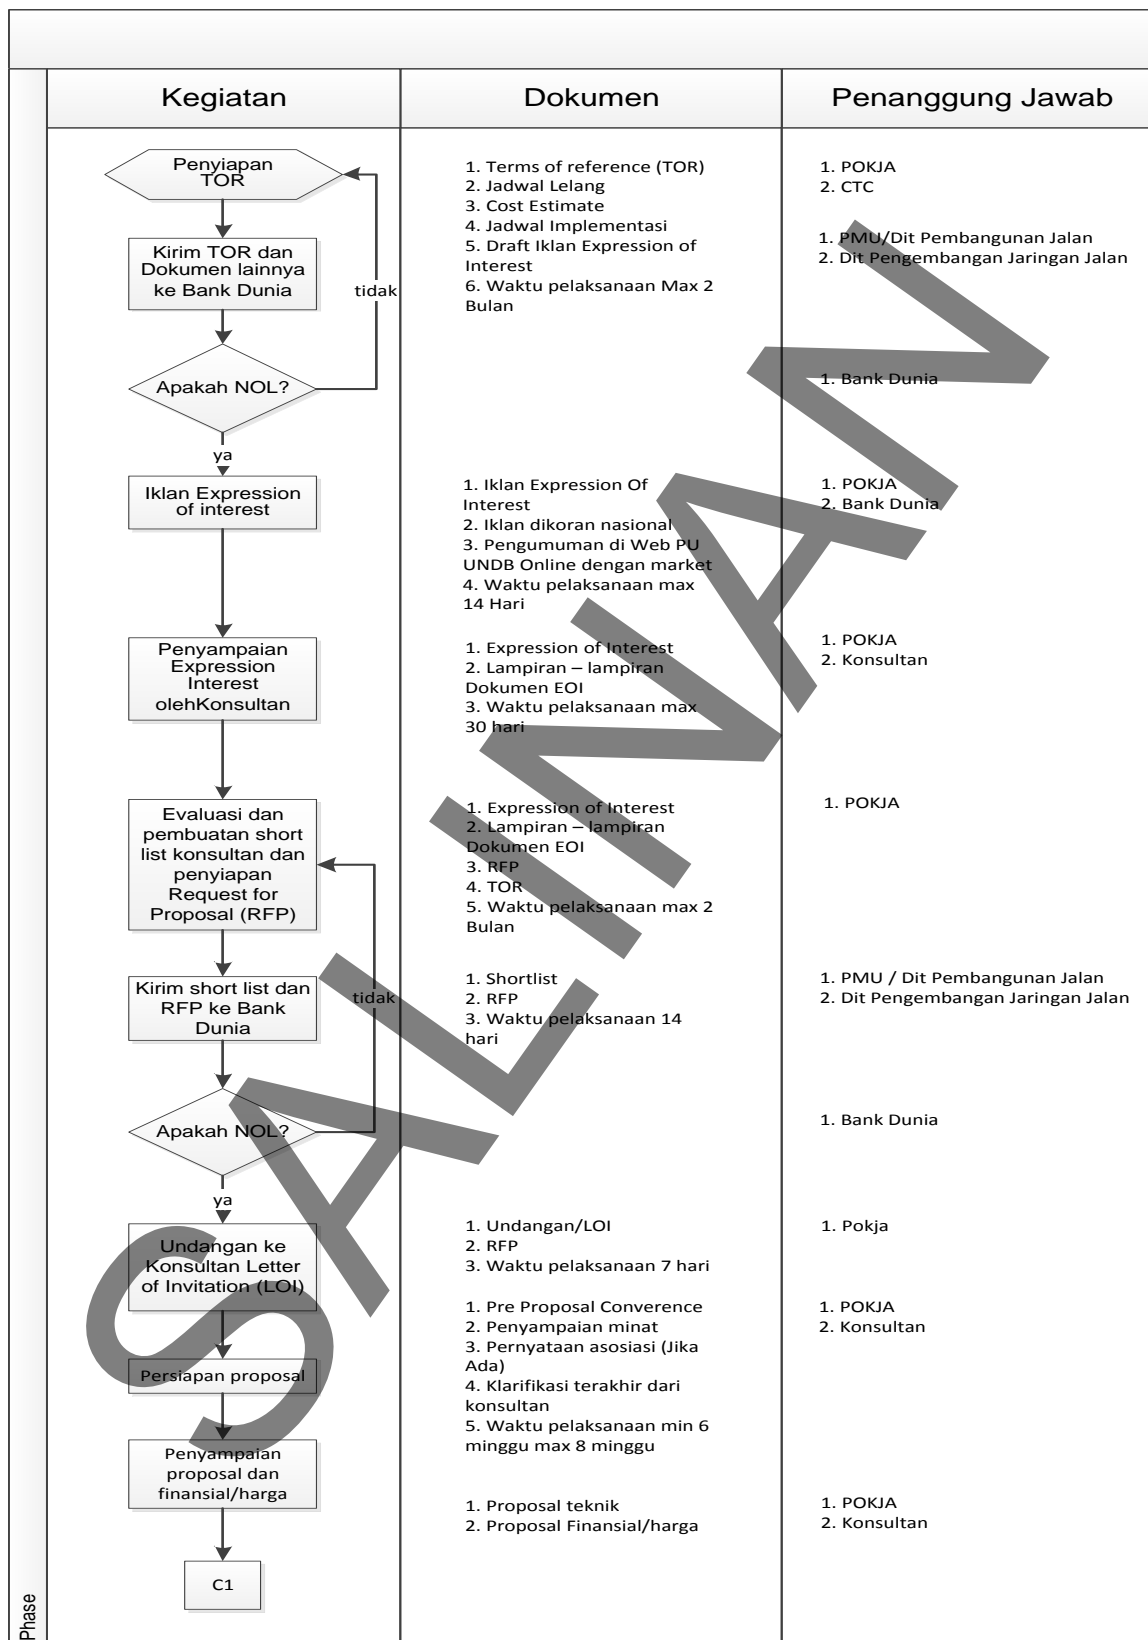 Kegiatan
Dokumen
Penanggung Jawab
Phase
Penyiapan
TOR
1. Terms of reference (TOR)
2. Jadwal Lelang
3. Cost Estimate
4. Jadwal Implementasi
5. Draft Iklan Expression of
Interest
6. Waktu pelaksanaan Max 2
Bulan
1. POKJA
2. CTC
Kirim TOR dan
Dokumen lainnya
ke Bank Dunia
tidak
1. PMU/Dit Pembangunan Jalan
2. Dit Pengembangan Jaringan Jalan
Apakah NOL?
1. Bank Dunia
ya
Iklan Expression
of interest
1. Iklan Expression Of
Interest
2. Iklan dikoran nasional
3. Pengumuman di Web PU
UNDB Online dengan market
4. Waktu pelaksanaan max
14 Hari
1. POKJA
2. Bank Dunia
Penyampaian
Expression
Interest
olehKonsultan
1. Expression of Interest
2. Lampiran – lampiran
Dokumen EOI
3. Waktu pelaksanaan max
30 hari
1. POKJA
2. Konsultan
Evaluasi dan
pembuatan short
list konsultan dan
penyiapan
Request for
Proposal (RFP)
1. Expression of Interest
2. Lampiran – lampiran
Dokumen EOI
3. RFP
4. TOR
5. Waktu pelaksanaan max 2
Bulan
1. POKJA
Kirim short list dan
RFP ke Bank
Dunia
tidak
1. Shortlist
2. RFP
3. Waktu pelaksanaan 14
hari
1. PMU / Dit Pembangunan Jalan
2. Dit Pengembangan Jaringan Jalan
Apakah NOL?
1. Bank Dunia
ya
Undangan ke
Konsultan Letter
of Invitation (LOI)
1. Undangan/LOI
2. RFP
3. Waktu pelaksanaan 7 hari
1. Pokja
Persiapan proposal
1. Pre Proposal Converence
2. Penyampaian minat
3. Pernyataan asosiasi (Jika
Ada)
4. Klarifikasi terakhir dari
konsultan
5. Waktu pelaksanaan min 6
minggu max 8 minggu
1. POKJA
2. Konsultan
Penyampaian
proposal dan
finansial/harga
1. Proposal teknik
2. Proposal Finansial/harga
1. POKJA
2. Konsultan
C1
SALINAN